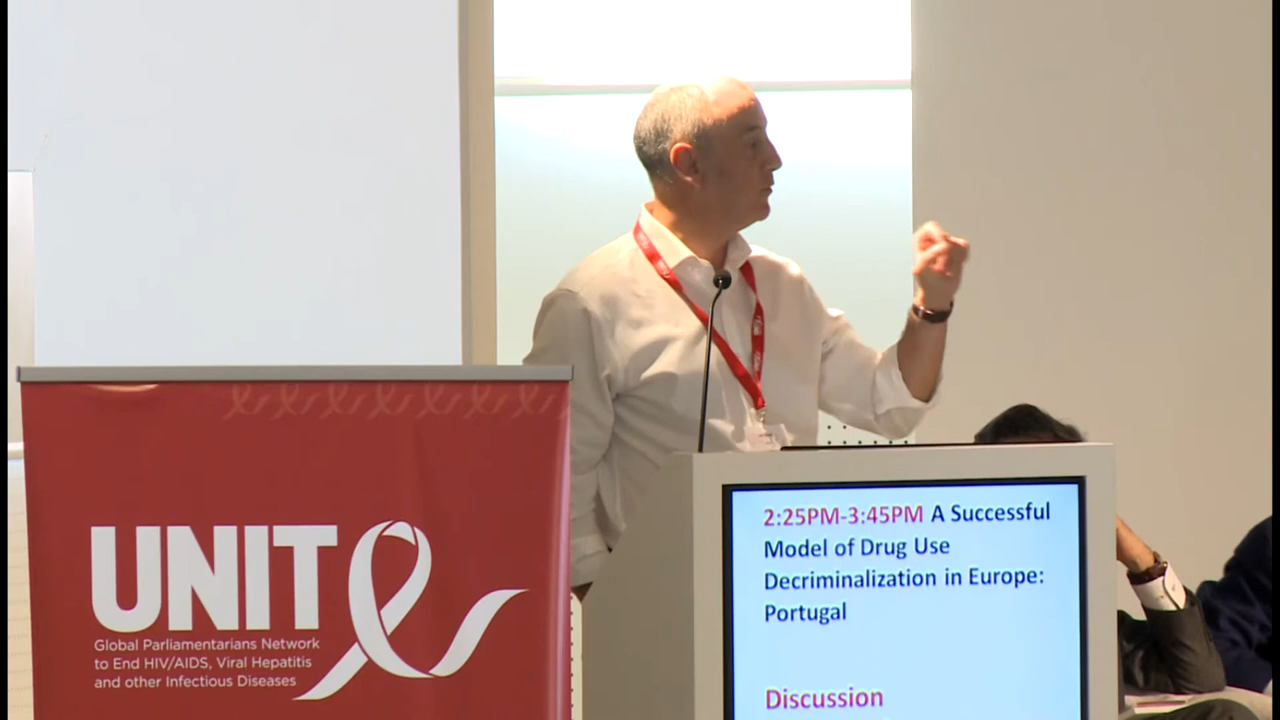 UNITE
Global Parliamentarians Network
to End HIV/AIDS, Viral Hepatitis
and other Infectious Diseases
2:25PM-3:45PM A Successful
Model of Drug Use
Decriminalization in Europe:
Portugal
Discussion